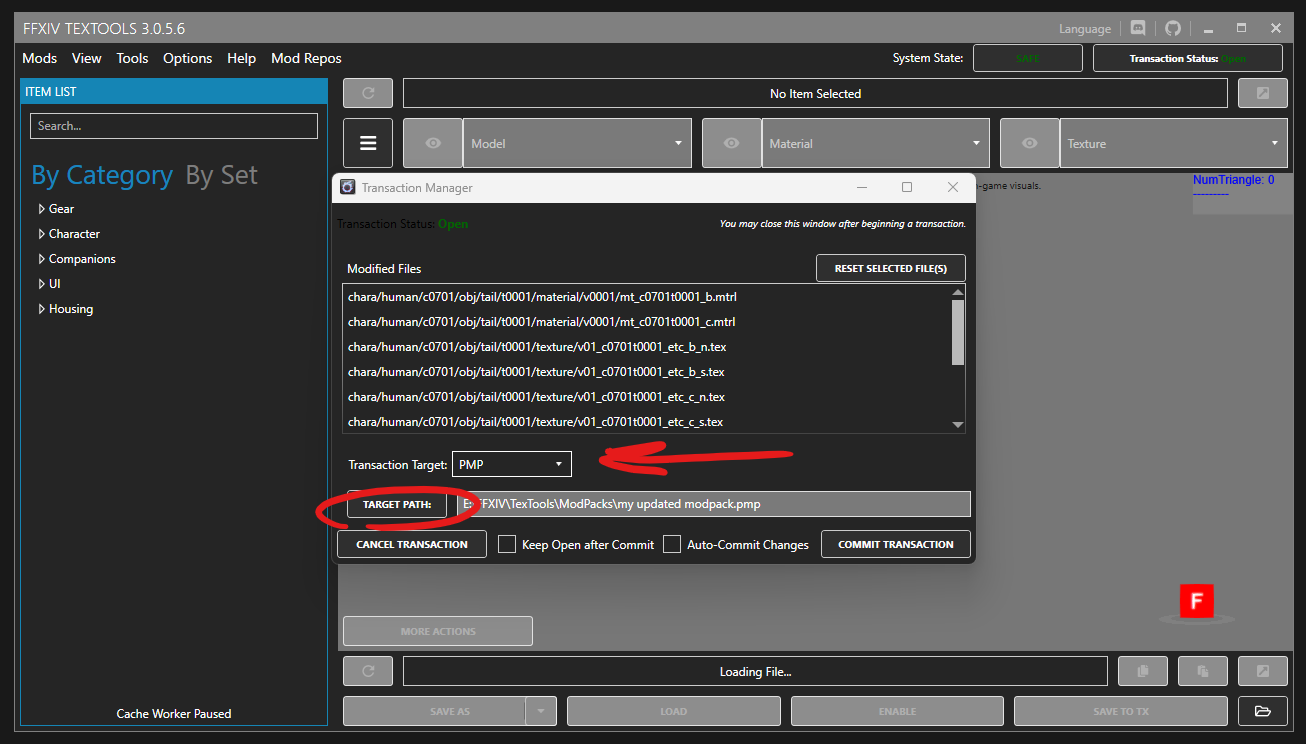 FFXIV TEXTOOLS 3.0.5.6
Language
Mods View Tools Options Help Mod Repos
System State: SAFE Transaction Status: Open
ITEM LIST
No Item Selected
Search...
Model Material Texture
By Category By Set
Gear
Character
Companions
UI
Housing
-game visuals.
NumTriangle: 0
---------
Transaction Manager
Transaction Status: Open
You may close this window after beginning a transaction.
Modified Files
RESET SELECTED FILE(S)
chara/human/c0701/obj/tail/t0001/material/v0001/mt_c0701t0001_b.mtrl
chara/human/c0701/obj/tail/t0001/material/v0001/mt_c0701t0001_c.mtrl
chara/human/c0701/obj/tail/t0001/texture/v01_c0701t0001_etc_b_n.tex
chara/human/c0701/obj/tail/t0001/texture/v01_c0701t0001_etc_b_s.tex
chara/human/c0701/obj/tail/t0001/texture/v01_c0701t0001_etc_c_n.tex
chara/human/c0701/obj/tail/t0001/texture/v01_c0701t0001_etc_c_s.tex
Transaction Target: PMP
TARGET PATH: FFXIV\TexTools\ModPacks\my updated modpack.pmp
CANCEL TRANSACTION Keep Open after Commit Auto-Commit Changes COMMIT TRANSACTION
F
MORE ACTIONS
Loading File...
Cache Worker Paused
SAVE AS LOAD ENABLE SAVE TO TX